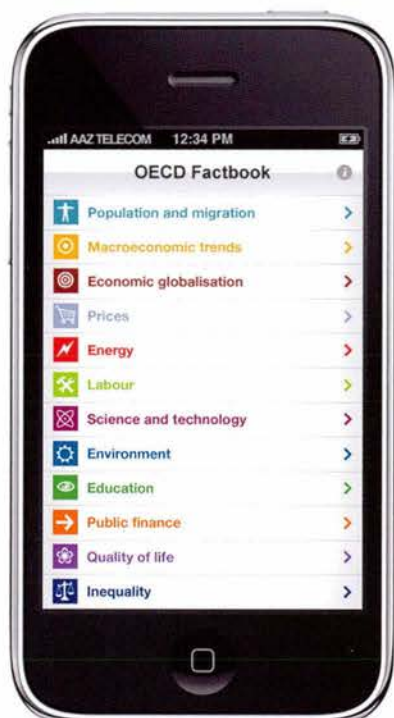 AAZ TELECOM 12:34 PM
OECD Factbook
Population and migration
Macroeconomic trends
Economic globalisation
Prices
Energy
Labour
Science and technology
Environment
Education
Public finance
Quality of life
Inequality